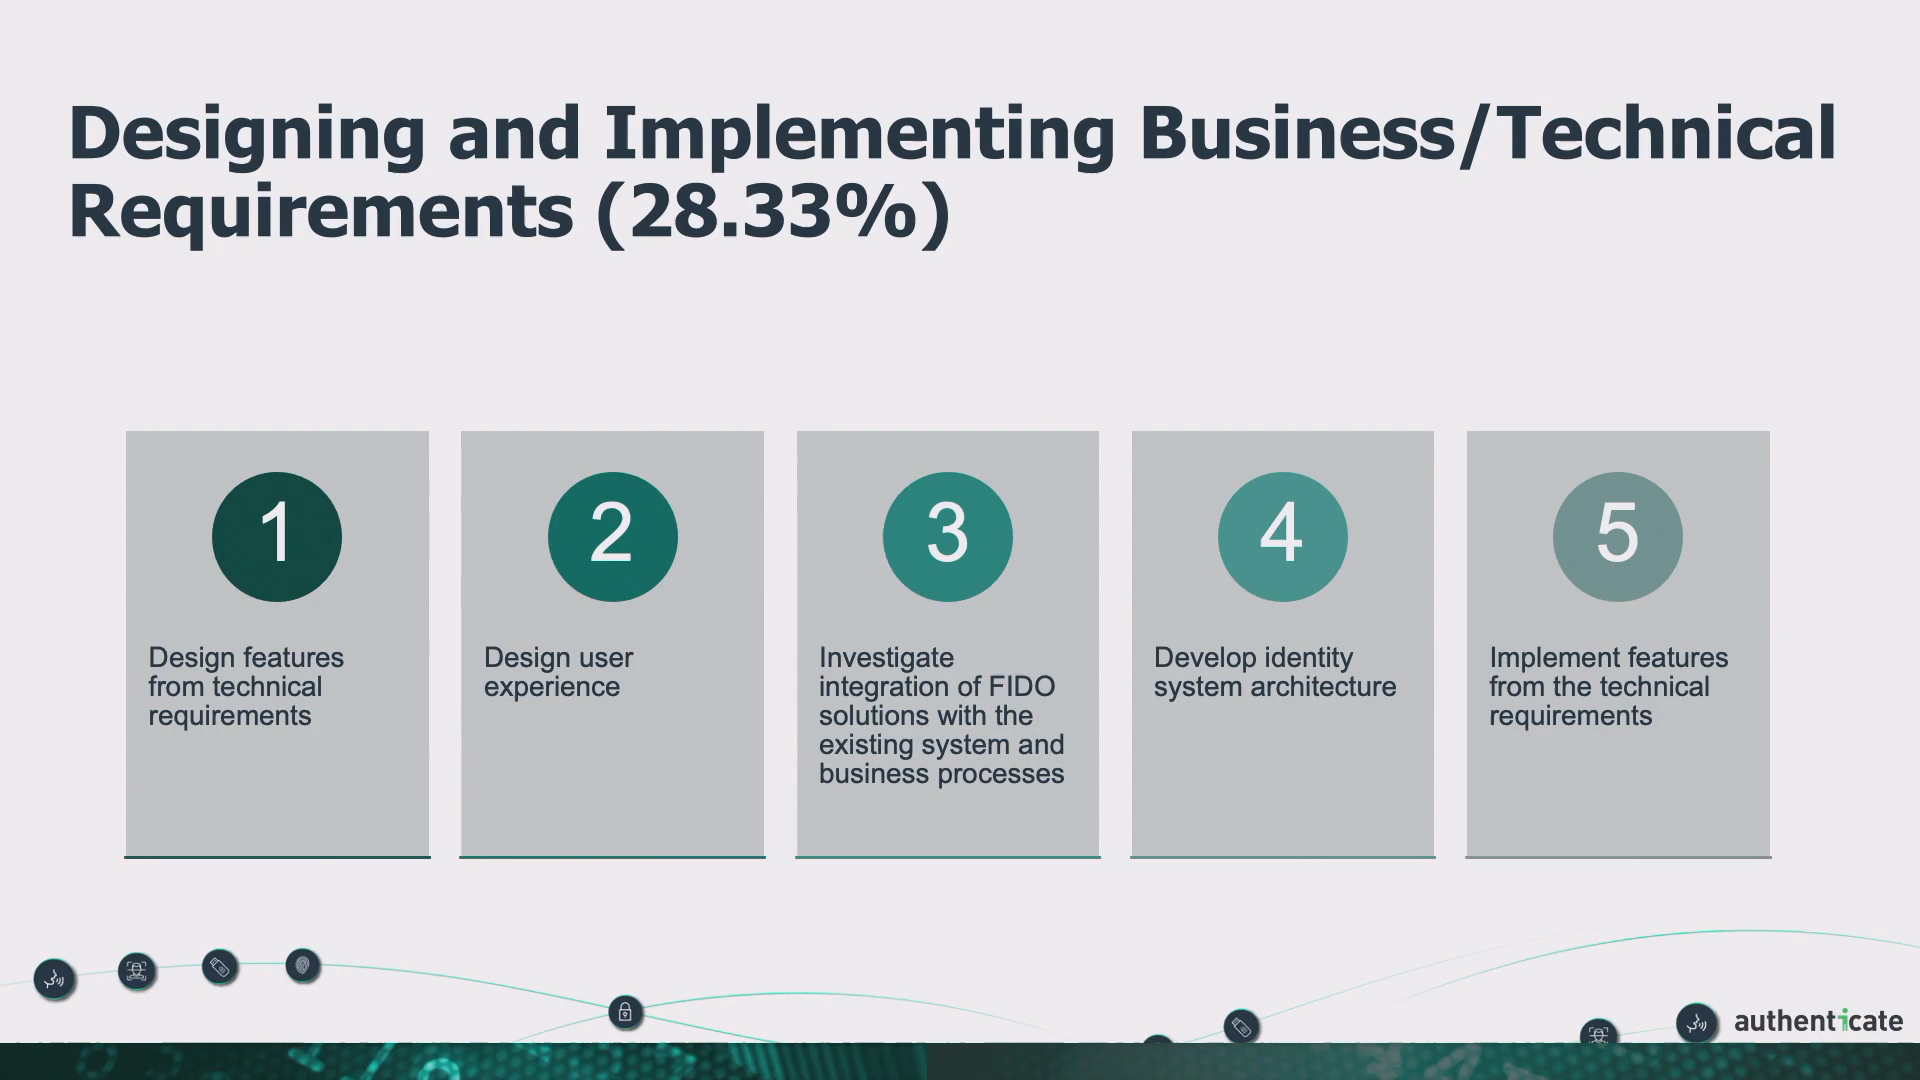 Designing and Implementing Business/Technical
Requirements (28.33%)
1
Design features
from technical
requirements
2
Design user
experience
3
Investigate
integration of FIDO
solutions with the
existing system and
business processes
4
Develop identity
system architecture
5
Implement features
from the technical
requirements
authenticate